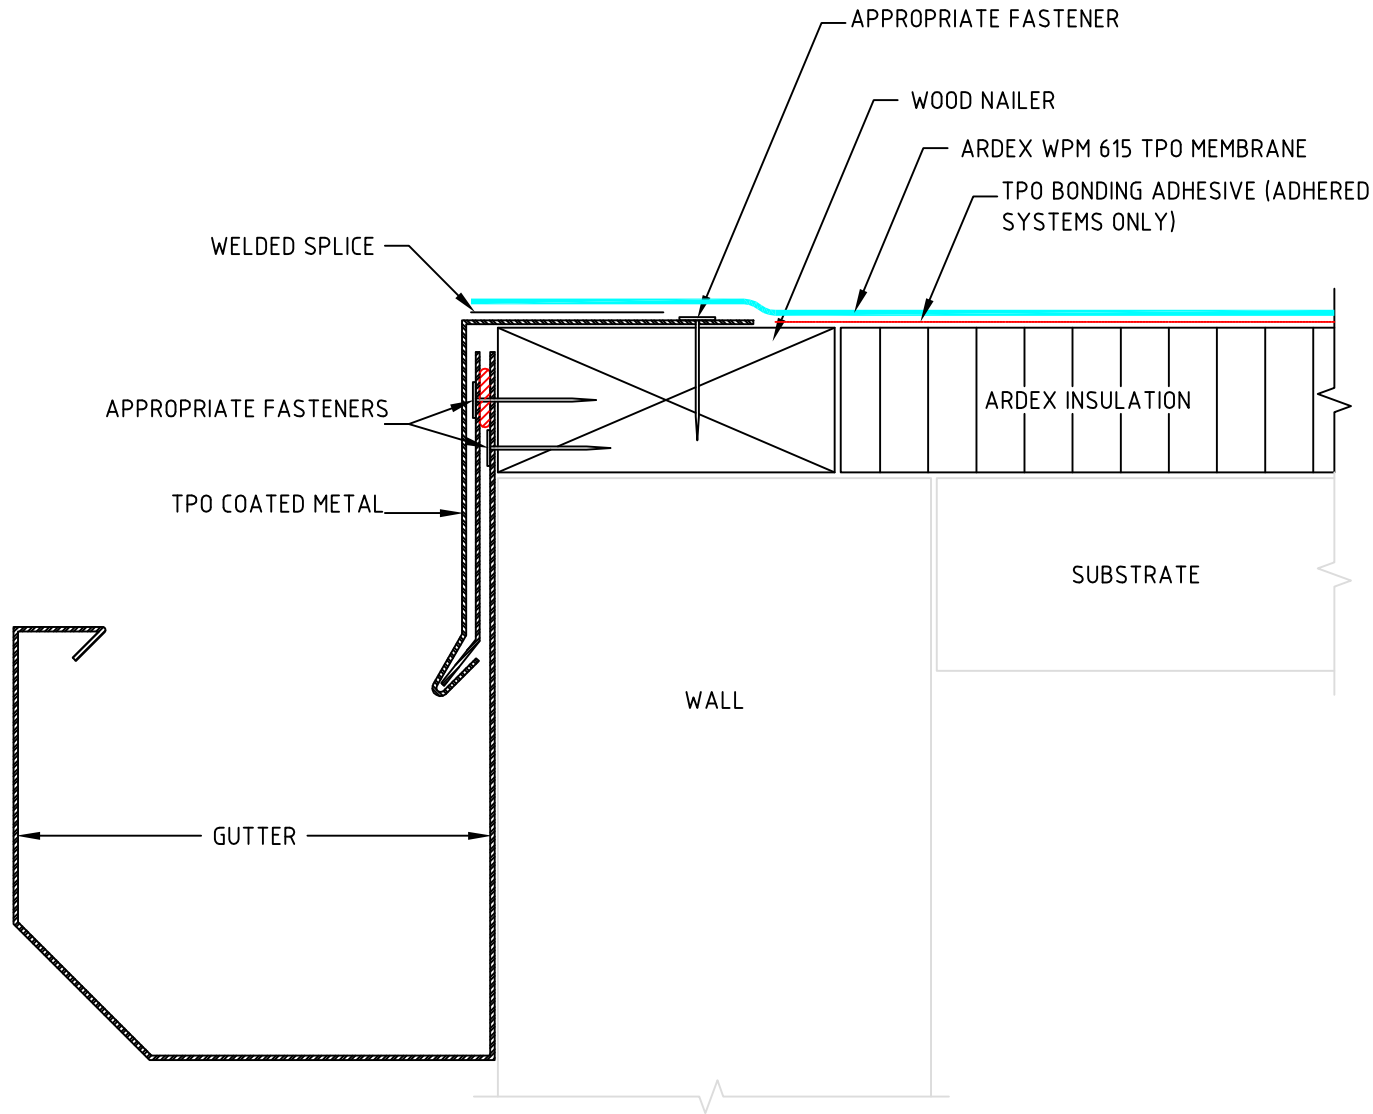 APPROPRIATE FASTENER
WOOD NAILER
ARDEX WPM 615 TPO MEMBRANE
TPO BONDING ADHESIVE (ADHERED
SYSTEMS ONLY)
WELDED SPLICE
APPROPRIATE FASTENERS
ARDEX INSULATION
TPO COATED METAL
SUBSTRATE
WALL
GUTTER